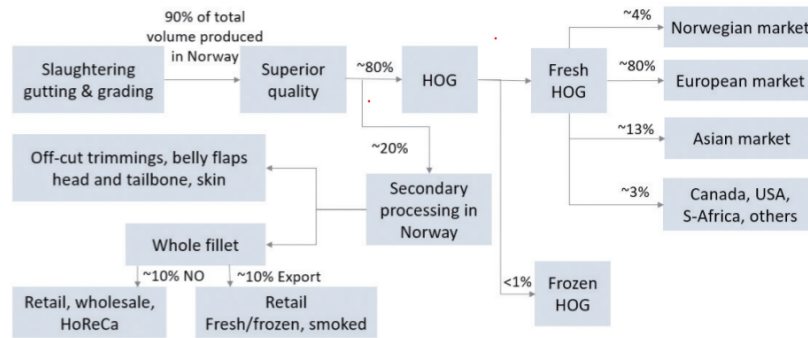 90% of total
volume produced
in Norway
Slaughtering
gutting & grading
Superior
quality
~80%
HOG
Fresh
HOG
~4%
Norwegian market
~80%
European market
~13%
Asian market
~3%
Canada, USA,
S-Africa, others
~20%
Off-cut trimmings, belly flaps
head and tailbone, skin
Secondary
processing in
Norway
Whole fillet
~10% NO
~10% Export
Retail, wholesale,
HoReCa
Retail
Fresh/frozen, smoked
<1%
Frozen
HOG